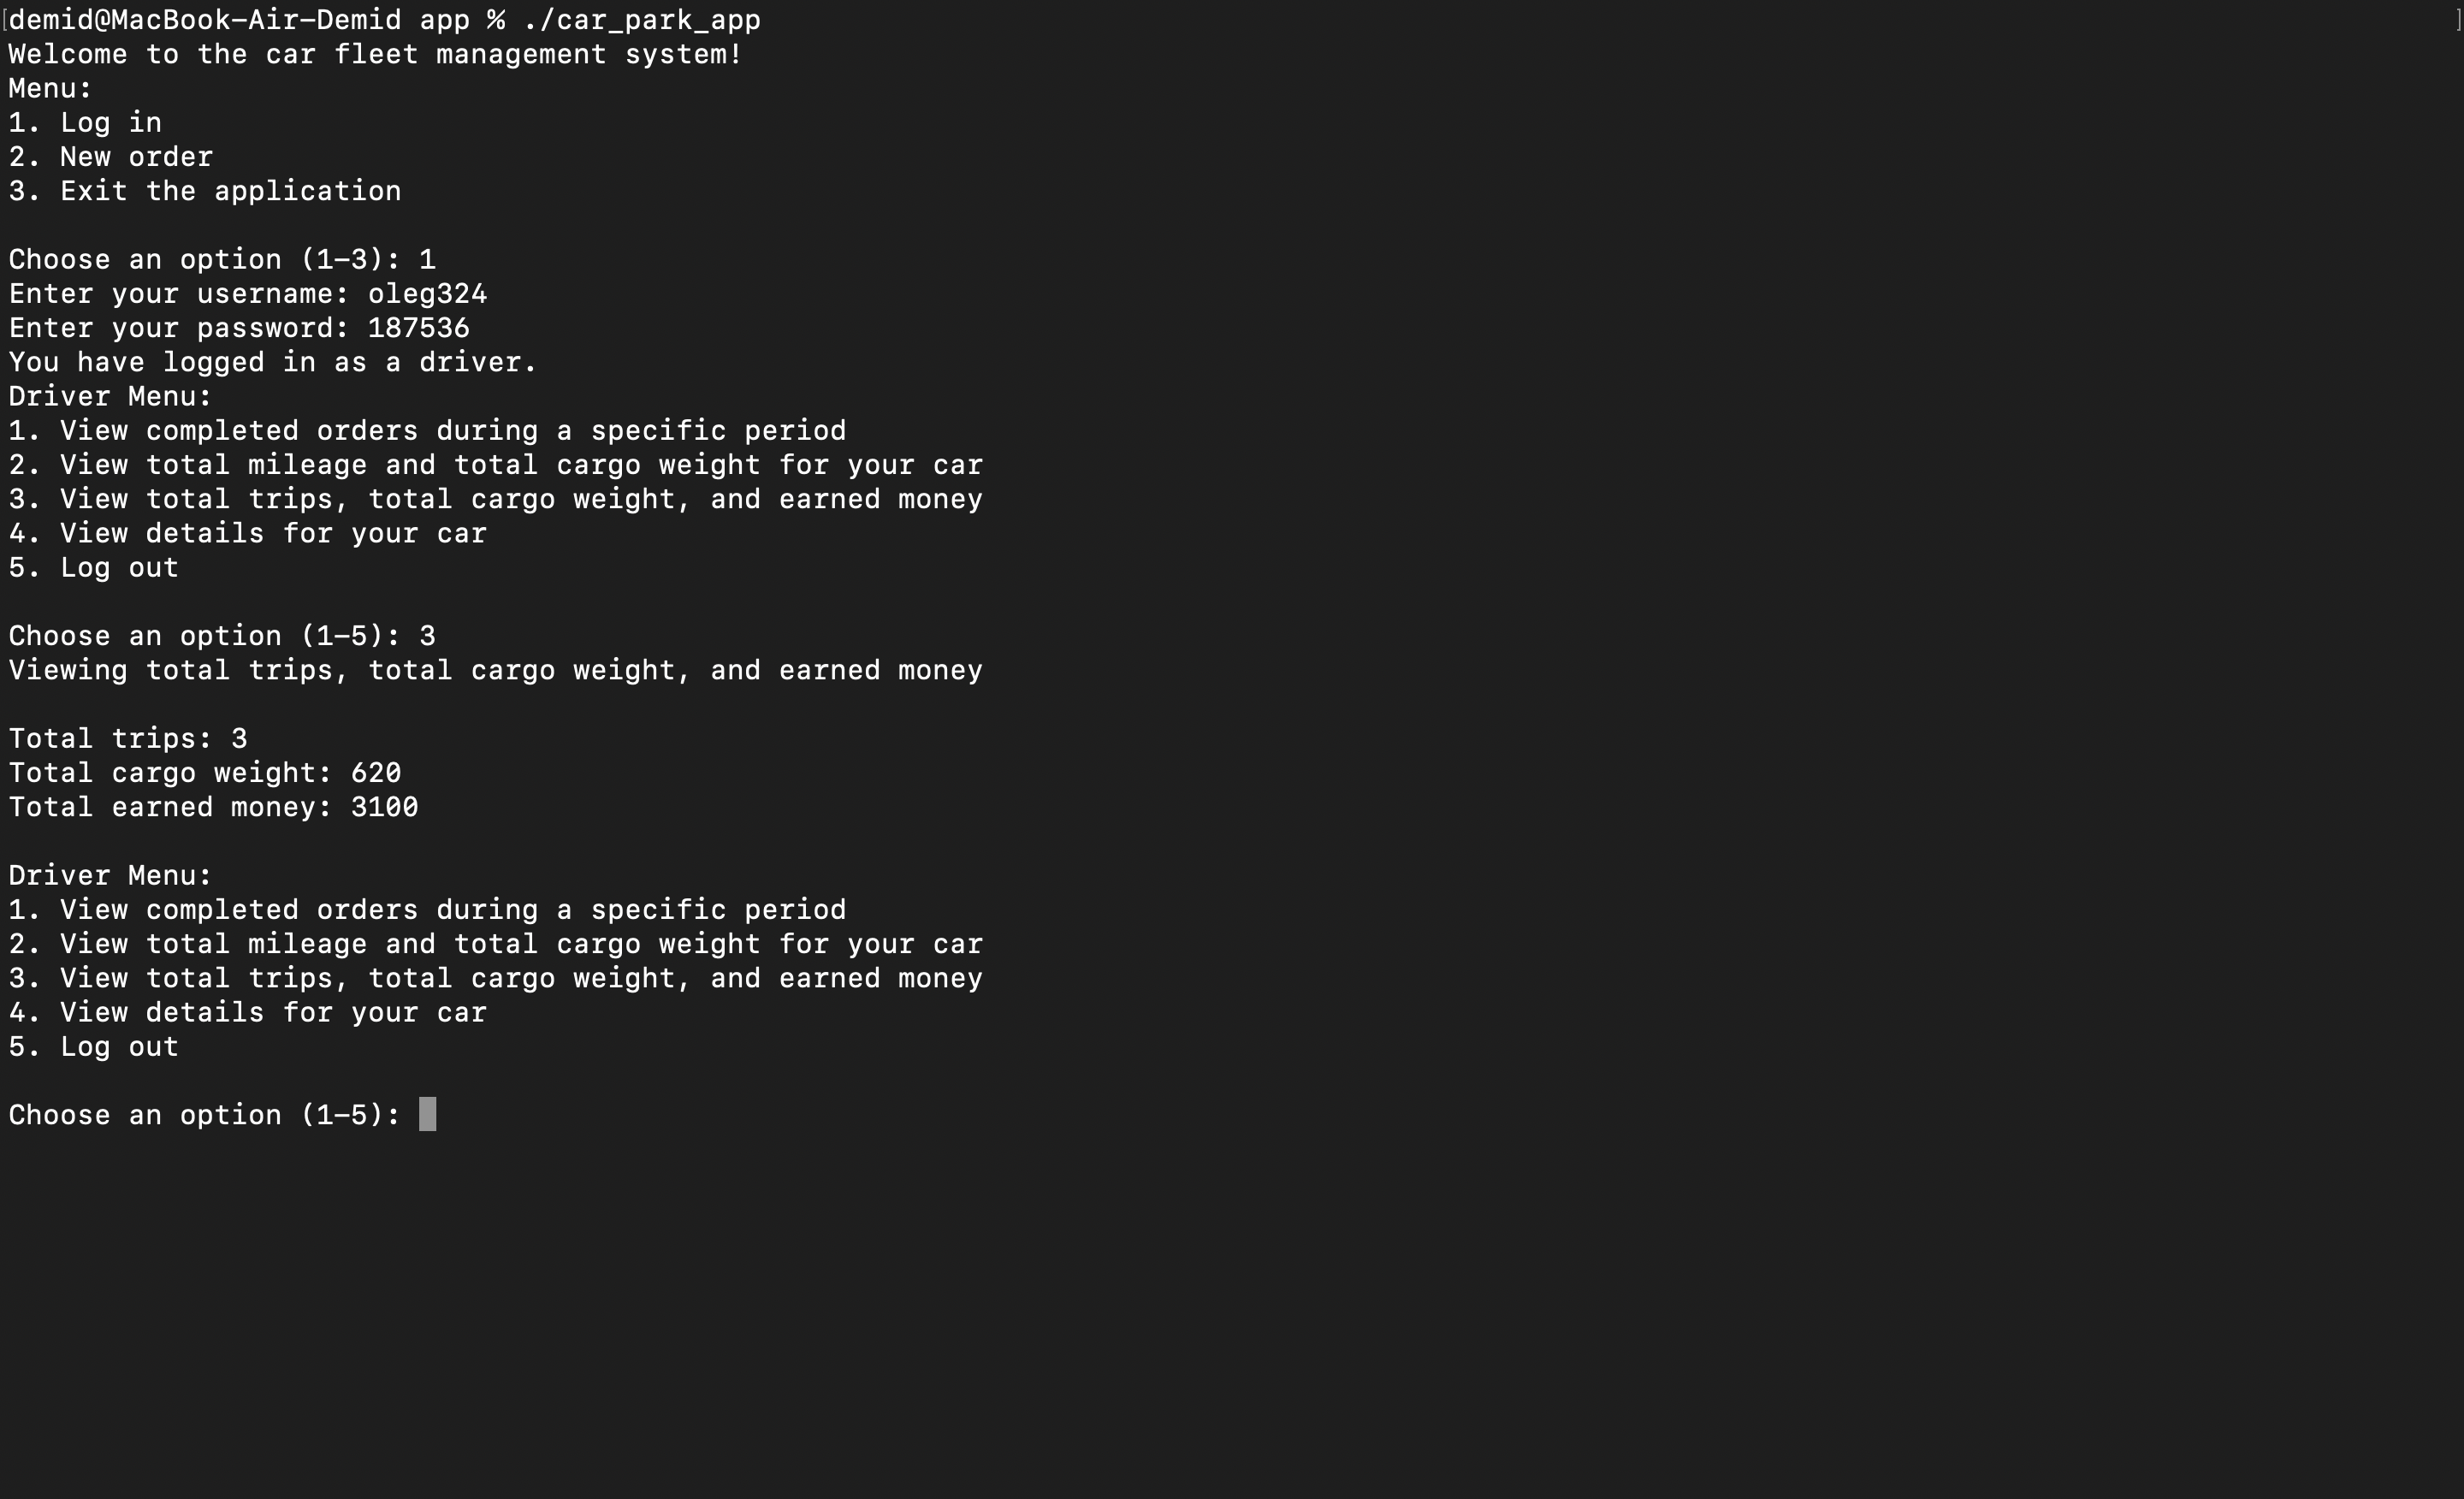 demid@MacBook-Air-Demid app % ./car_park_app
Welcome to the car fleet management system!
Menu:
1. Log in
2. New order
3. Exit the application
Choose an option (1-3): 1
Enter your username: oleg324
Enter your password: 187536
You have logged in as a driver.
Driver Menu:
1. View completed orders during a specific period
2. View total mileage and total cargo weight for your car
3. View total trips, total cargo weight, and earned money
4. View details for your car
5. Log out
Choose an option (1-5): 3
Viewing total trips, total cargo weight, and earned money
Total trips: 3
Total cargo weight: 620
Total earned money: 3100
Driver Menu:
1. View completed orders during a specific period
2. View total mileage and total cargo weight for your car
3. View total trips, total cargo weight, and earned money
4. View details for your car
5. Log out
Choose an option (1-5):